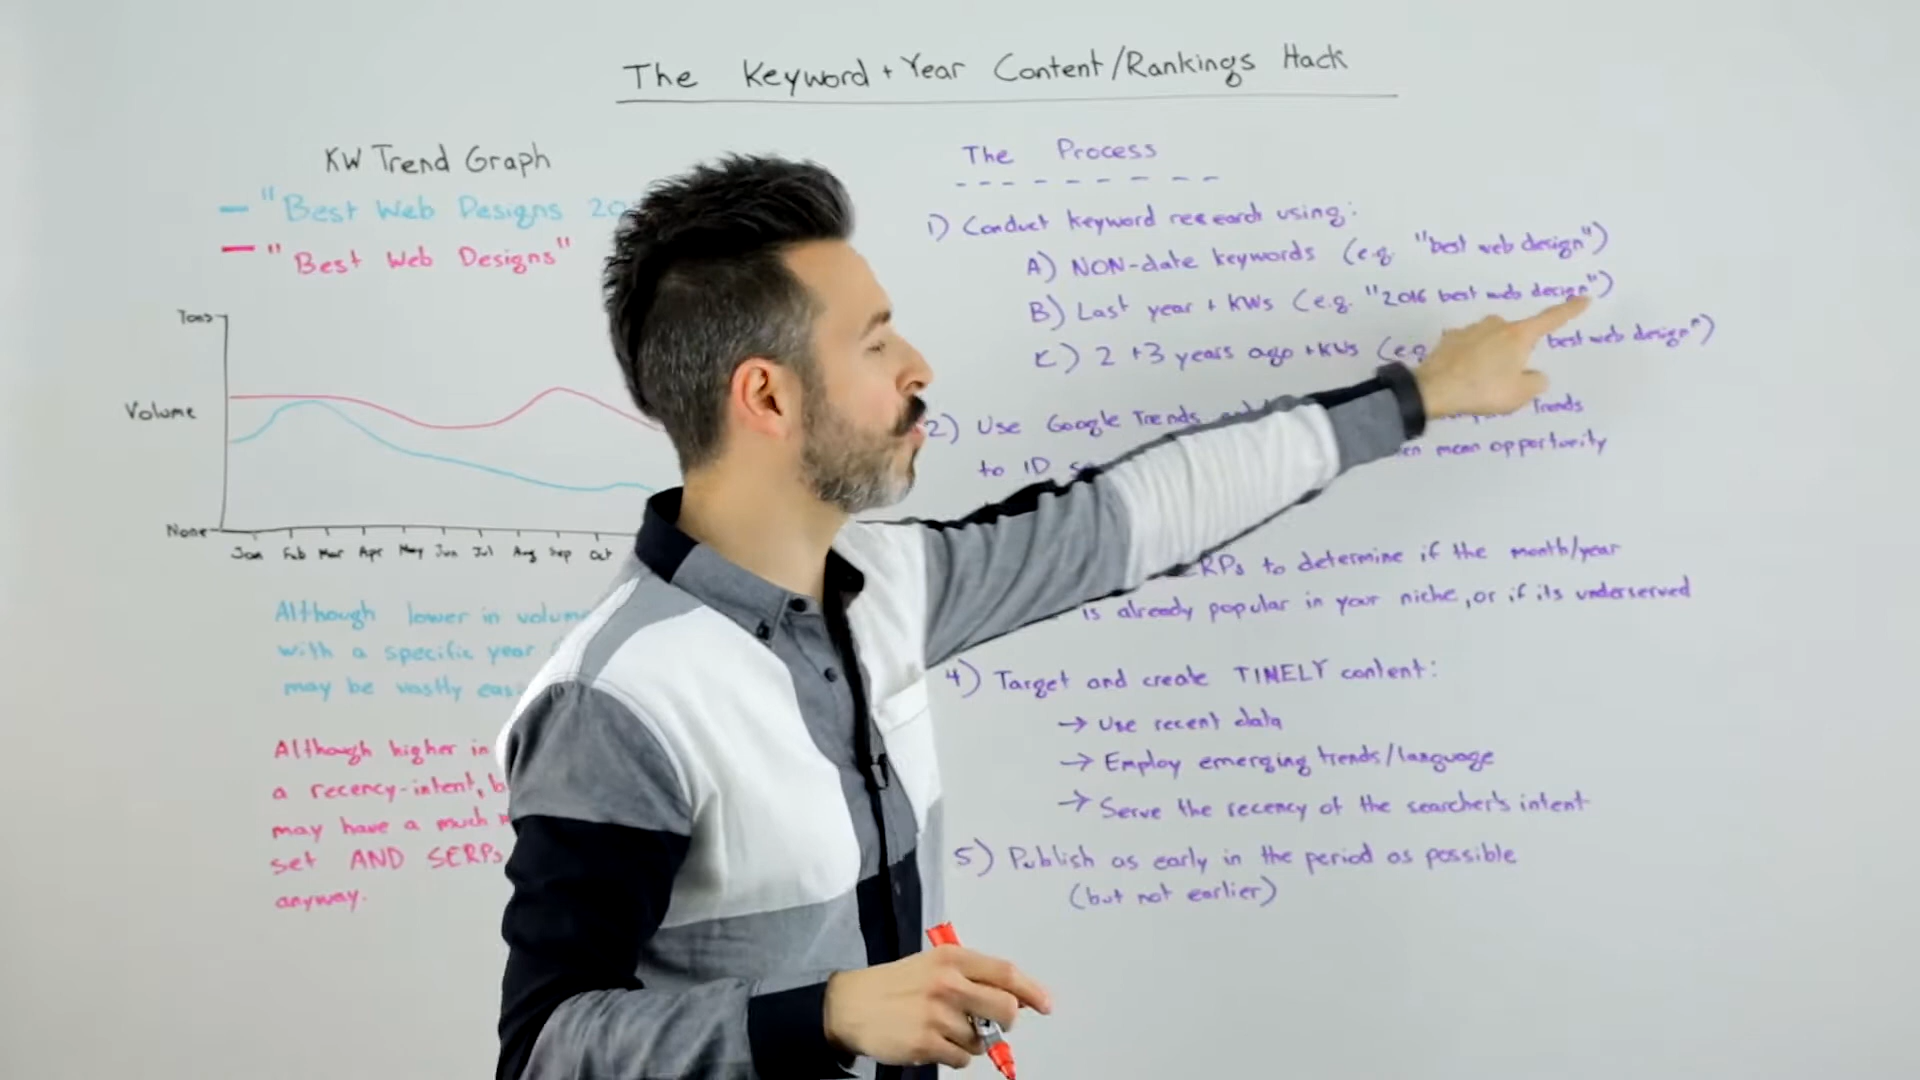 The Keyword + Year Content/Rankings Hack
KW Trend Graph
"Best Web Designs 20
"Best Web Designs"
Tons
Volume
None
Jan Feb Mar Apr May Jun Jul Aug Sep Oct
Although lower in volume
with a specific year
may be vastly
Although higher in
a recency-intent,
may have a much
set AND SERPs
anyway.
The Process
1) Conduct keyword research using:
A) NON-date keywords (e.g. "best web design")
B) Last year + KWs (e.g. "2016 best web design")
C) 2 + 3 years ago + KWs (e.g. best web design")
2) Use Google Trends Trends
to ID mean opportunity
SERPs to determine if the month/year
is already popular in your niche, or if its underserved
4) Target and create TIMELY content:
→ Use recent data
→ Employ emerging trends/language
→ Serve the recency of the searcher's intent
5) Publish as early in the period as possible
(but not earlier)